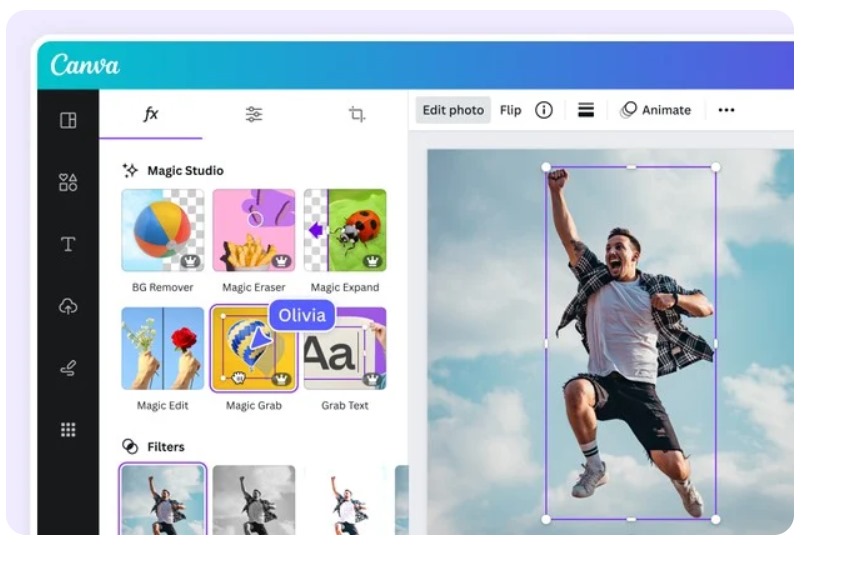 Canva
fx
Edit photo Flip Animate
Magic Studio
BG Remover Magic Eraser Magic Expand
Olivia
Aa
Magic Edit Magic Grab Grab Text
Filters